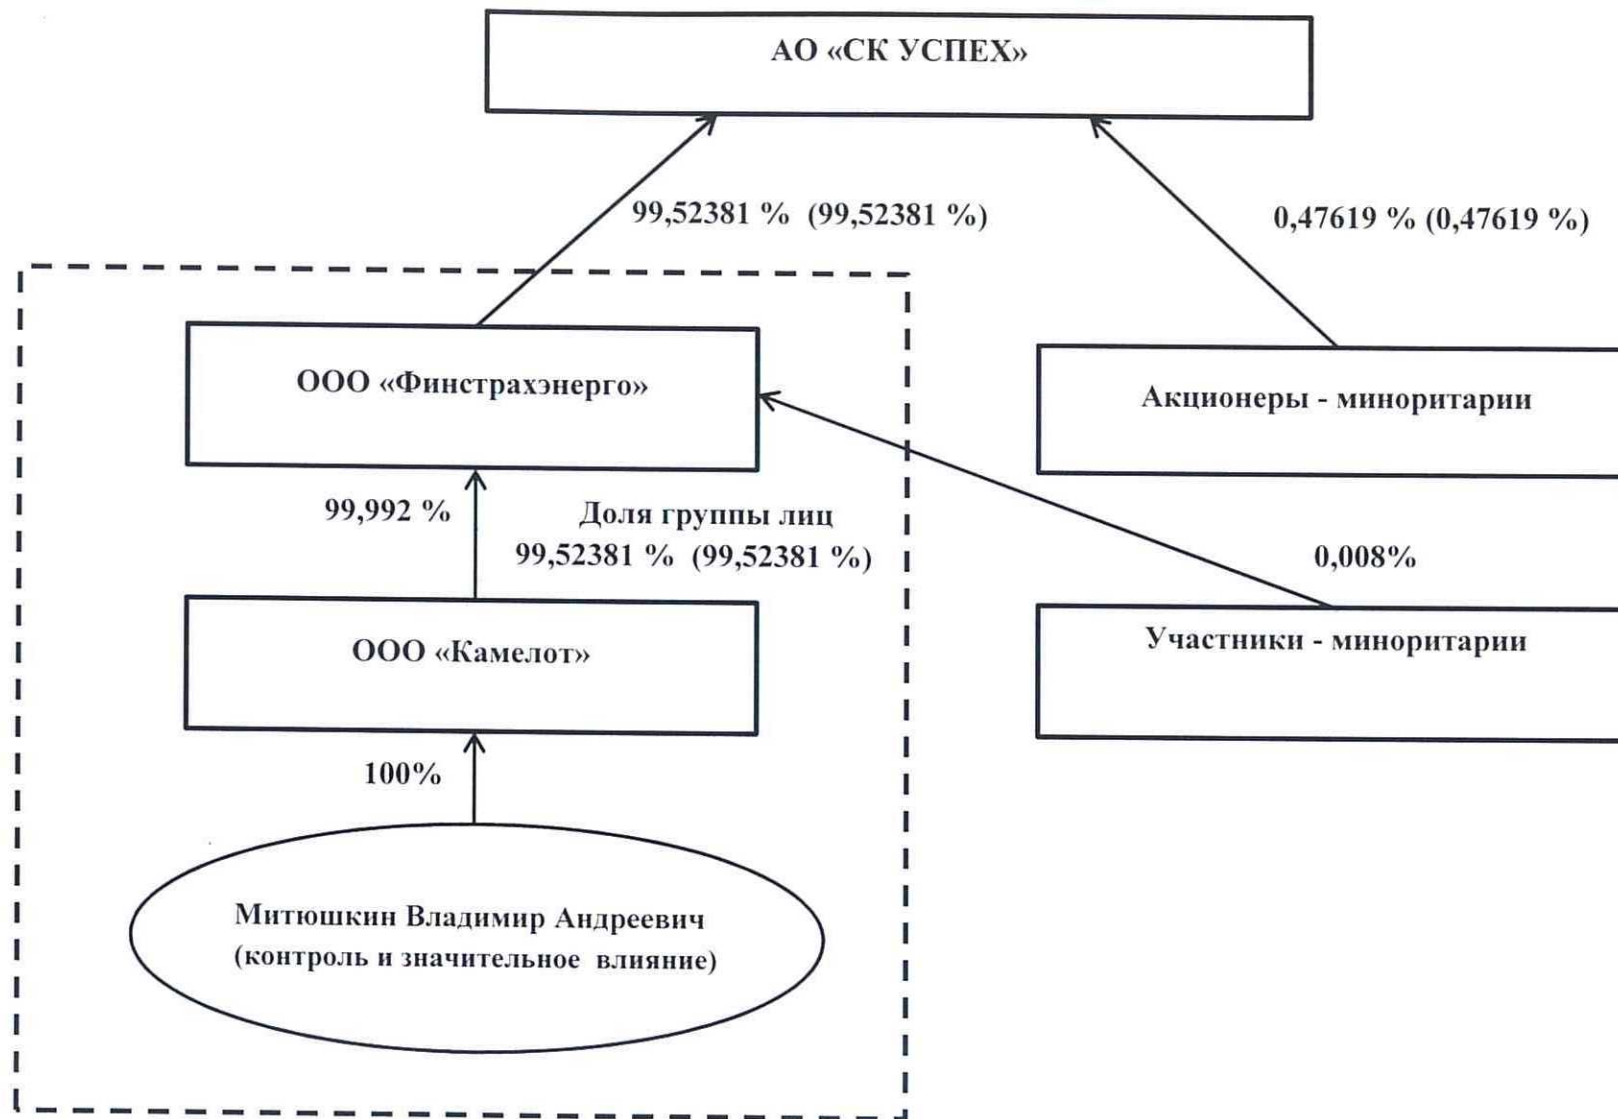 АО «СК УСПЕХ»
99,52381 % (99,52381 %)
0,47619 % (0,47619 %)
ООО «Финстрахэнерго»
Акционеры - миноритарии
99,992 %
Доля группы лиц
99,52381 % (99,52381 %)
0,008%
ООО «Камелот»
Участники - миноритарии
100%
Митюшкин Владимир Андреевич
(контроль и значительное влияние)